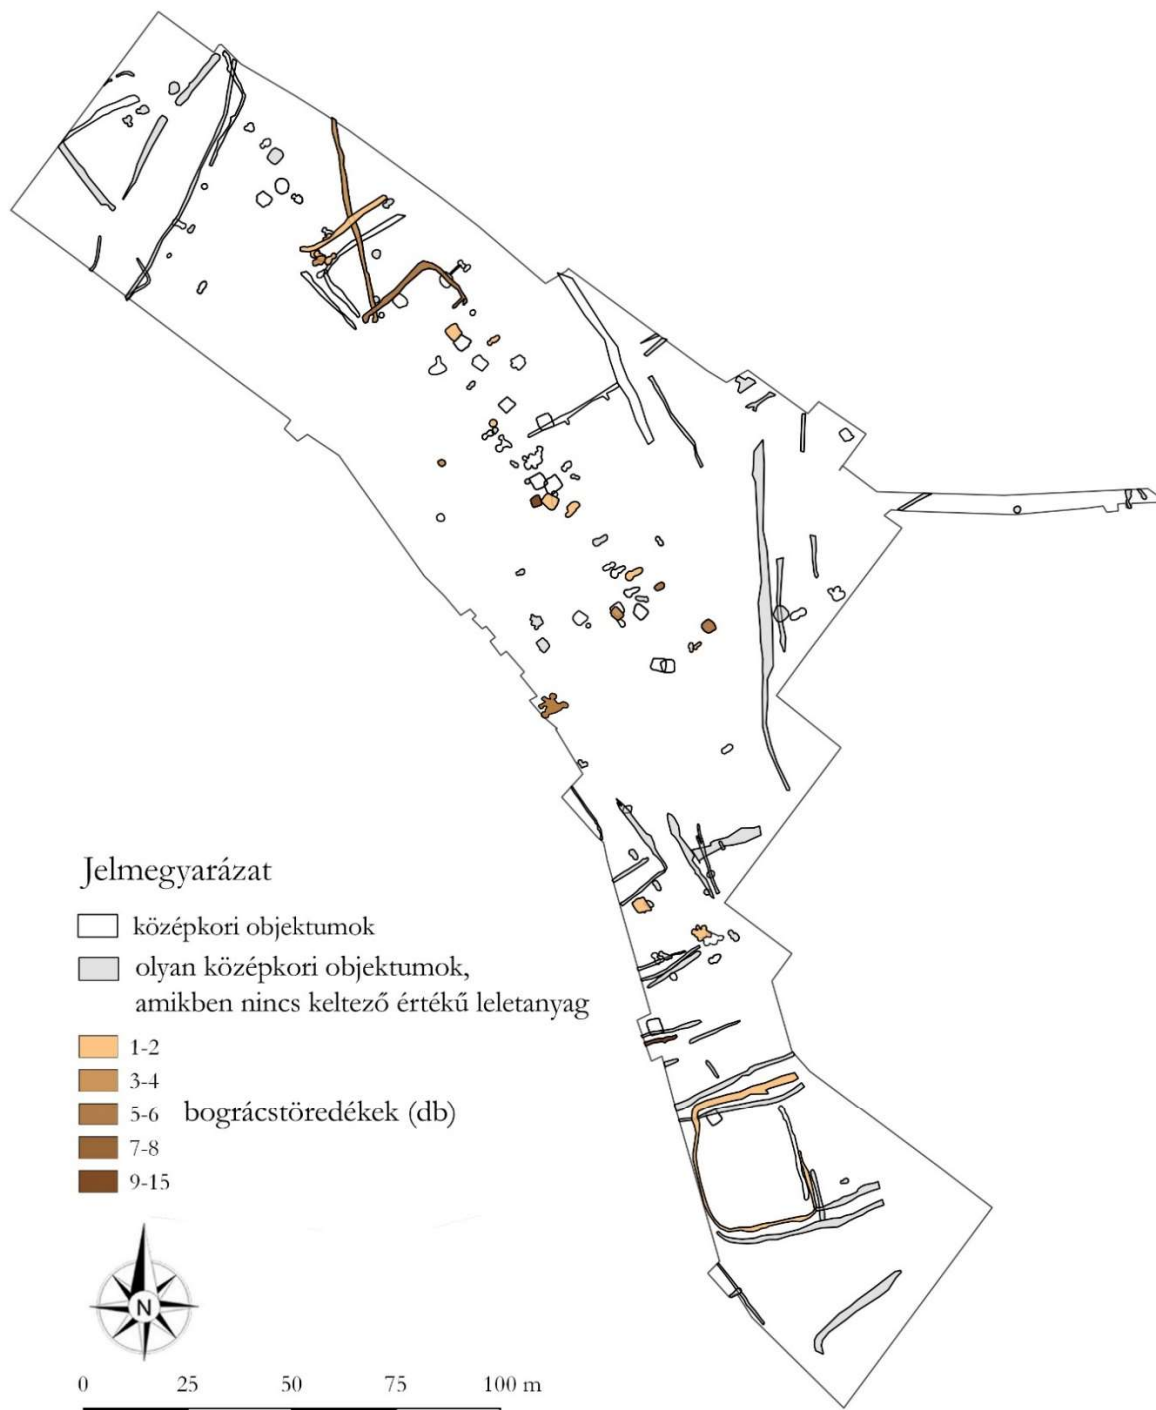 Jelmegyarázat
középkori objektumok
olyan középkori objektumok,
amikben nincs keltező értékű leletanyag
1-2
3-4
5-6
bográcstöredékek (db)
7-8
9-15
N
0 25 50 75 100 m